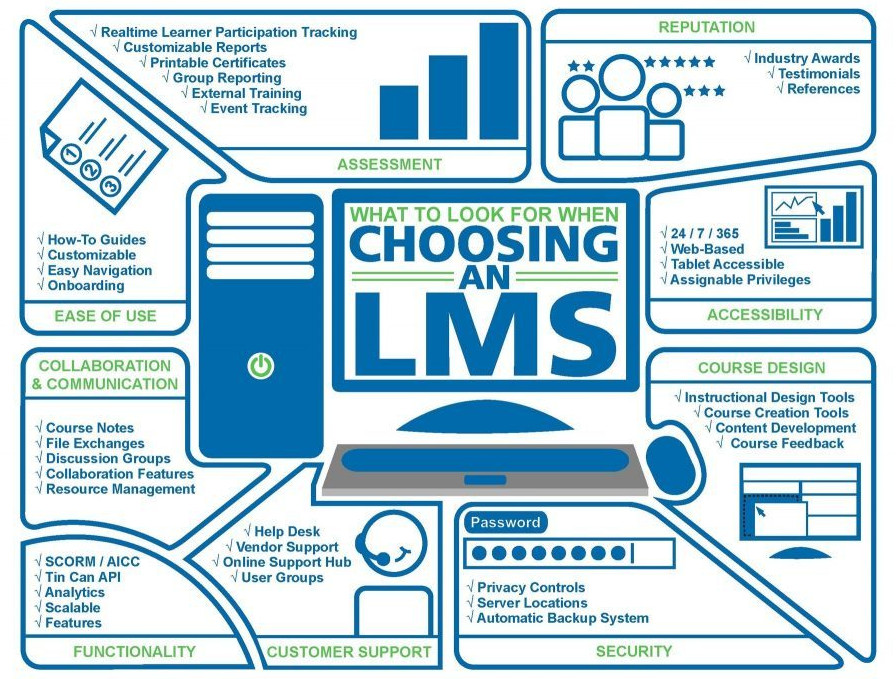 √ Realtime Learner Participation Tracking
√ Customizable Reports
√ Printable Certificates
√ Group Reporting
√ External Training
√ Event Tracking
ASSESSMENT
REPUTATION
√ Industry Awards
√ Testimonials
√ References
1
2
3
√ How-To Guides
√ Customizable
√ Easy Navigation
√ Onboarding
EASE OF USE
WHAT TO LOOK FOR WHEN
CHOOSING
AN
LMS
√ 24 / 7 / 365
√ Web-Based
√ Tablet Accessible
√ Assignable Privileges
ACCESSIBILITY
COLLABORATION
& COMMUNICATION
√ Course Notes
√ File Exchanges
√ Discussion Groups
√ Collaboration Features
√ Resource Management
COURSE DESIGN
√ Instructional Design Tools
√ Course Creation Tools
√ Content Development
√ Course Feedback
√ SCORM / AICC
√ Tin Can API
√ Analytics
√ Scalable
√ Features
FUNCTIONALITY
√ Help Desk
√ Vendor Support
√ Online Support Hub
√ User Groups
CUSTOMER SUPPORT
Password
√ Privacy Controls
√ Server Locations
√ Automatic Backup System
SECURITY